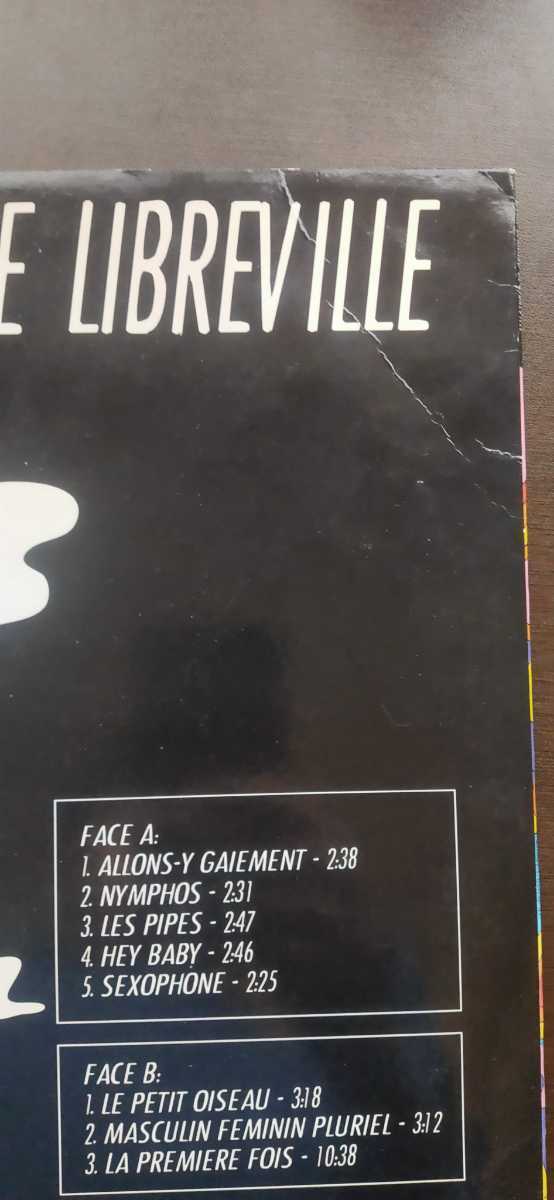 E LIBREVILLE
FACE A:
1. ALLONS-Y GAIEMENT - 2:38
2. NYMPHOS - 2:31
3. LES PIPES - 2:47
4. HEY BABY - 2:46
5. SEXOPHONE - 2:25
FACE B:
1. LE PETIT OISEAU - 3:18
2. MASCULIN FEMININ PLURIEL - 3:12
3. LA PREMIERE FOIS - 10:38